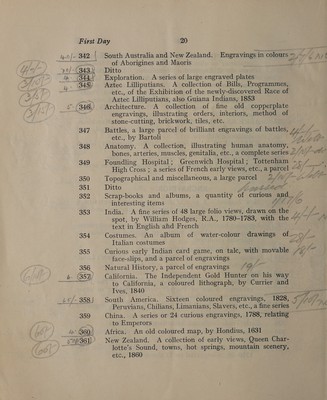 First Day 20
342 South Australia and New Zealand. Engravings in colours
of Aborigines and Maoris
343 Ditto
344 Exploration. A series of large engraved plates
345 Aztec Lilliputians. A collection of Bills, Programmes,
etc., of the Exhibition of the newly-discovered Race of
Aztec Lilliputians, also Guiana Indians, 1853
346 Architecture. A collection of fine old copperplate
engravings, illustrating orders, interiors, method of
stone-cutting, brickwork, tiles, etc.
347 Battles, a large parcel of brilliant engravings of battles,
etc., by Bartoli
348 Anatomy. A collection, illustrating human anatomy,
bones, arteries, muscles, genitalia, etc., a complete series
349 Foundling Hospital; Greenwich Hospital; Tottenham
High Cross; a series of French early views, etc., a parcel
350 Topographical and miscellaneous, a large parcel
351 Ditto
352 Scrap-books and albums, a quantity of curious and
interesting items
353 India. A fine series of 48 large folio views, drawn on the
spot, by William Hodges, R.A., 1780-1783, with the
text in English and French
354 Costumes. An album of water-colour drawings of
Italian costumes
355 Curious early Indian card game, on talc, with movable
face-slips, and a parcel of engravings
356 Natural History, a parcel of engravings
357 California. The Independent Gold Hunter on his way
to California, a coloured lithograph, by Currier and
Ives, 1840
358 South America. Sixteen coloured engravings, 1828,
Peruvians, Chilians, Limarians, Slavers, etc., a fine series
359 China. A series or 24 curious engravings, 1788, relating
to Emperors
360 Africa. An old coloured map, by Hondius, 1631
361 New Zealand. A collection of early views, Queen Char-
lotte's Sound, towns, hot springs, mountain scenery,
etc., 1860